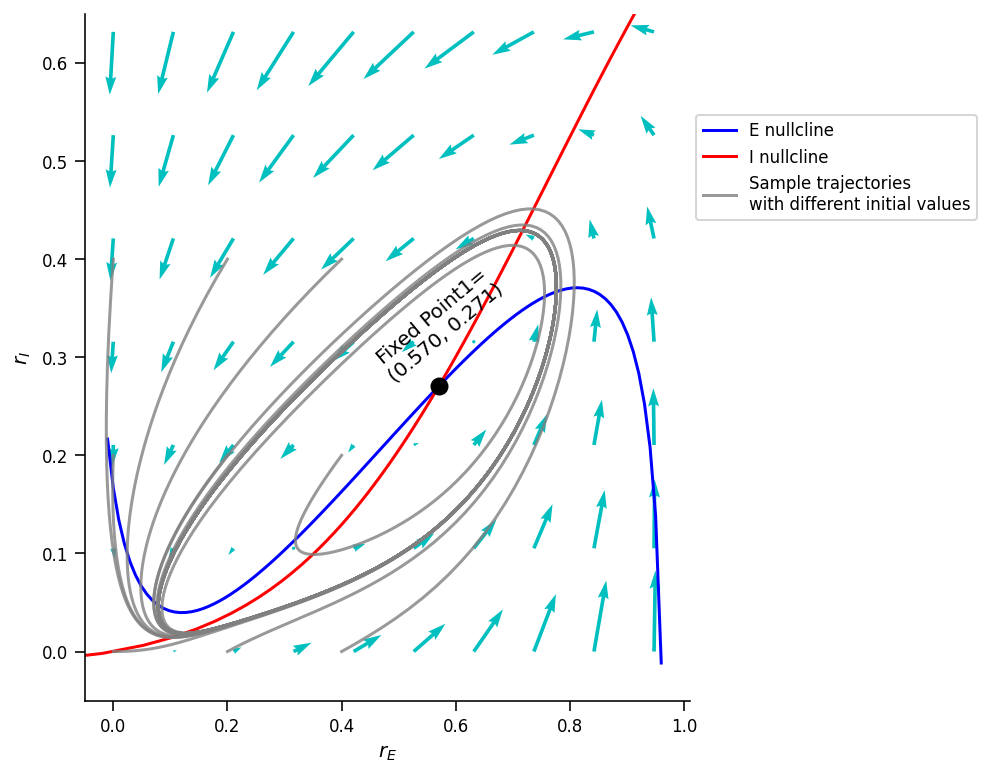 0.6
0.5
0.4
0.3
0.2
0.1
0.0
r_I
0.0 0.2 0.4 0.6 0.8 1.0
r_E
Fixed Point1=
(0.570, 0.271)
E nullcline
I nullcline
Sample trajectories
with different initial values